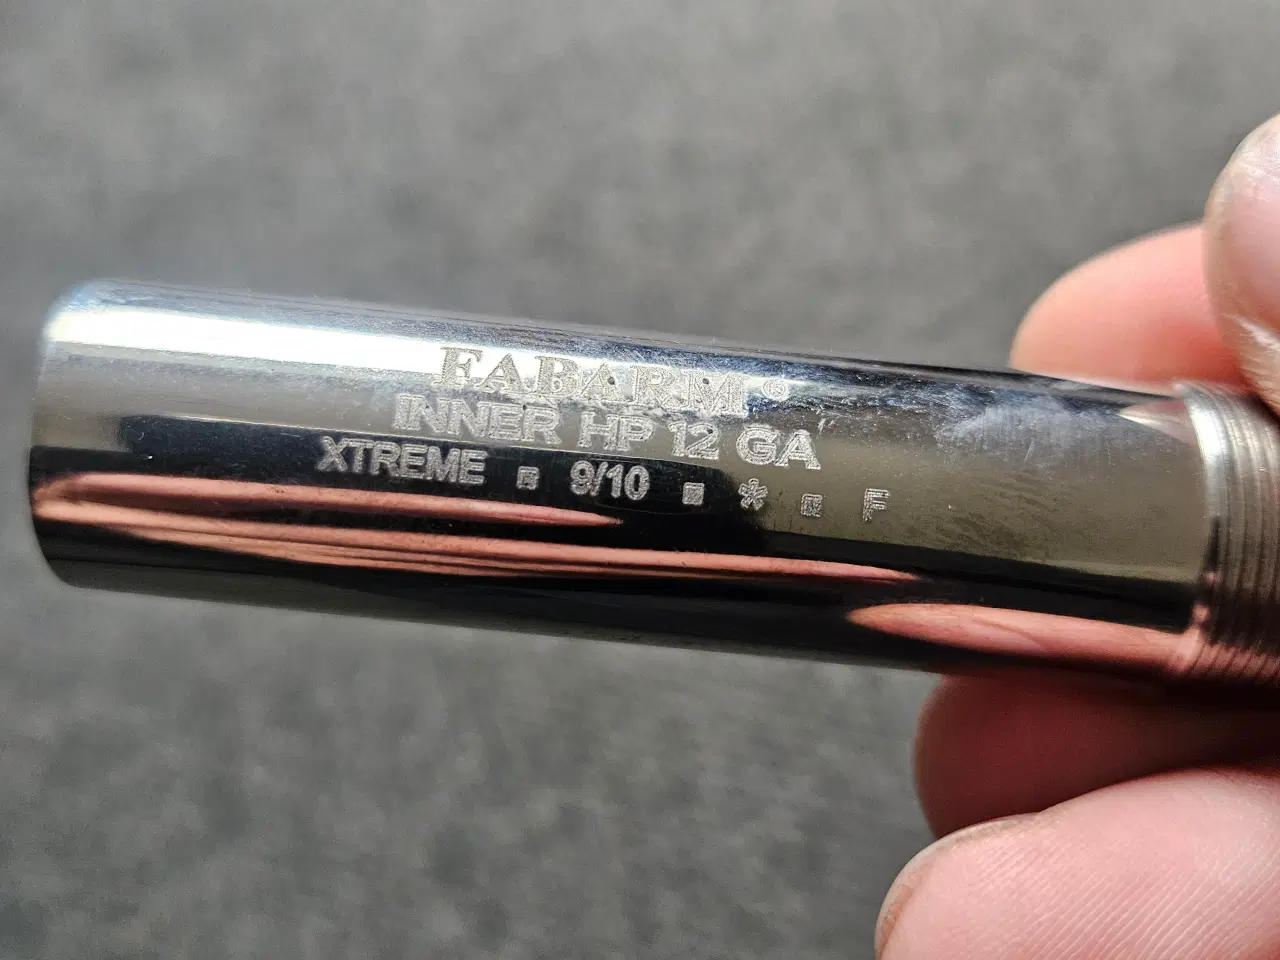 FABARM®
INNER HP 12 GA
XTREME ▪ 9/10 ▪ * ▪ F